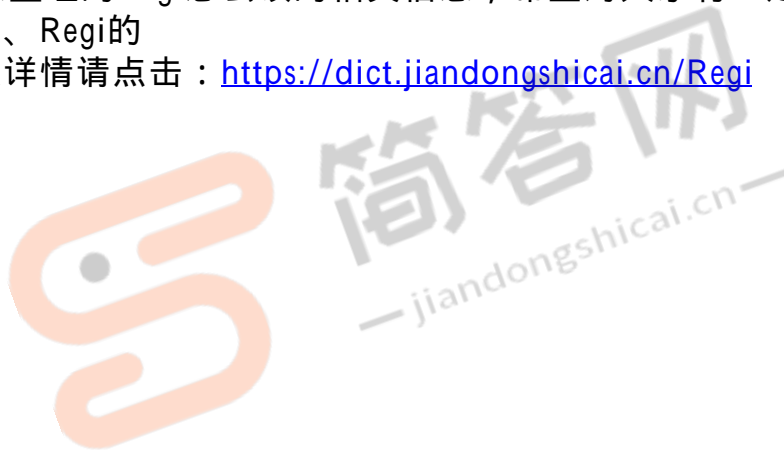 、Regi的
详情请点击：https://dict.jiandongshicai.cn/Regi
简答网
jiandongshicai.cn